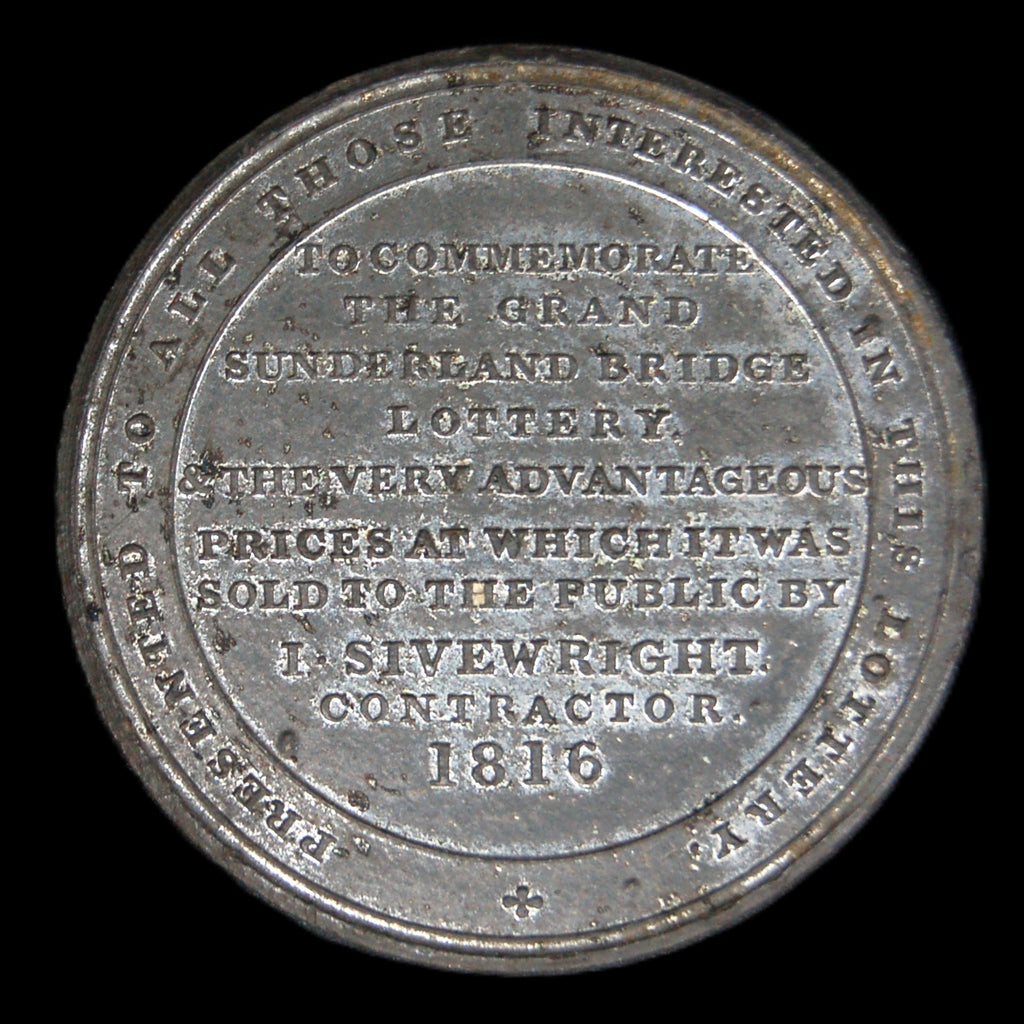 PRESENTED TO ALL THOSE INTERESTED IN THIS LOTTERY.
TO COMMEMORATE
THE GRAND
SUNDERLAND BRIDGE
LOTTERY.
& THE VERY ADVANTAGEOUS
PRICES AT WHICH IT WAS
SOLD TO THE PUBLIC BY
I. SIVEWRIGHT.
CONTRACTOR.
1816